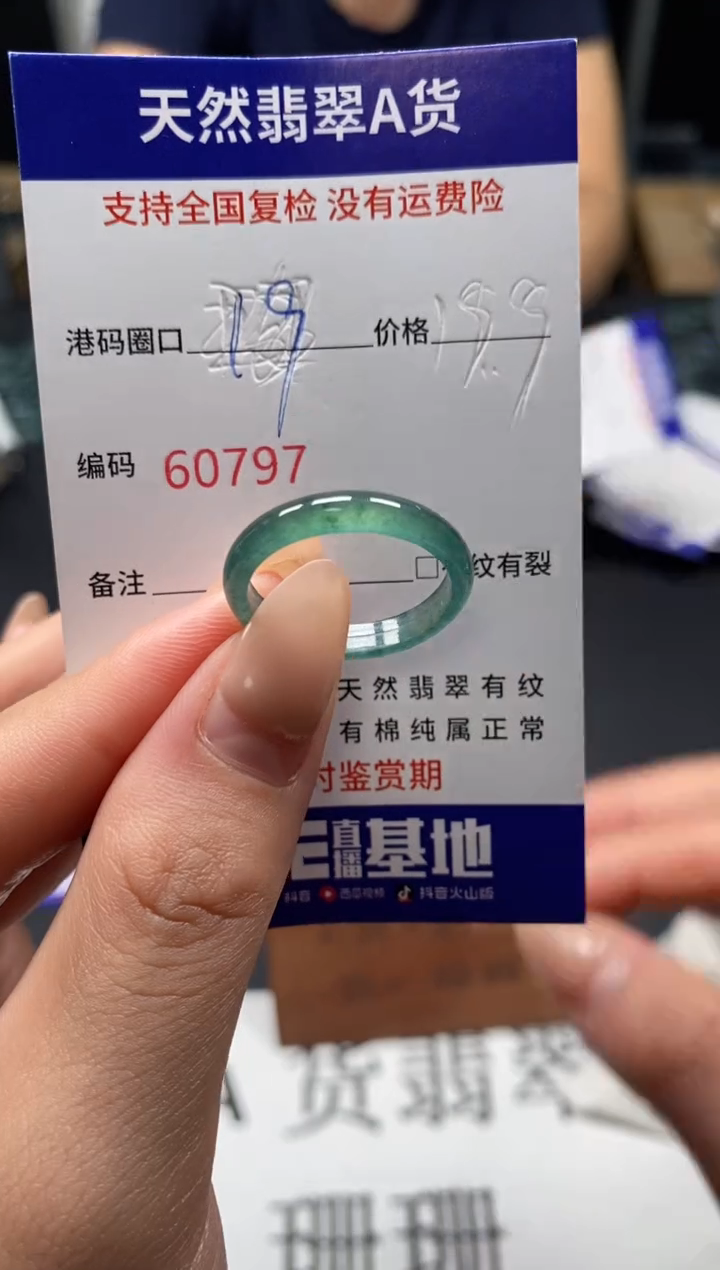 天然翡翠A货
支持全国复检 没有运费险
港码圈口 19 价格
编码 60797
备注 □ 纹有裂
天然翡翠有纹
有棉纯属正常
时鉴赏期
直播基地
抖音 西瓜视频 抖音火山版
A货翡翠
珊珊